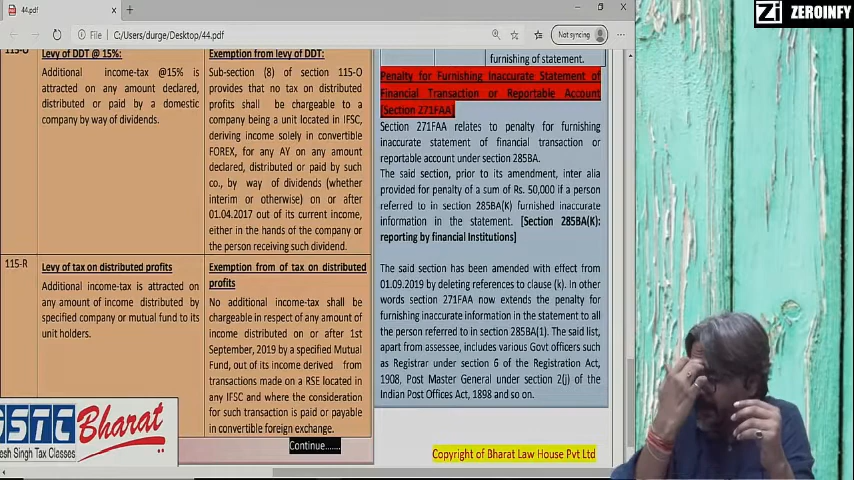 44.pdf
File
C:/Users/durge/Desktop/44.pdf
Not syncing
Zi ZEROINFY
115-O
Levy of DDT @ 15%:
Additional income-tax @15% is
attracted on any amount declared,
distributed or paid by a domestic
company by way of dividends.
Exemption from levy of DDT:
Sub-section (8) of section 115-O
provides that no tax on distributed
profits shall be chargeable to a
company being a unit located in IFSC,
deriving income solely in convertible
FOREX, for any AY on any amount
declared, distributed or paid by such
co., by way of dividends (whether
interim or otherwise) on or after
01.04.2017 out of its current income,
either in the hands of the company or
the person receiving such dividend.
115-R
Levy of tax on distributed profits
Additional income-tax is attracted on
any amount of income distributed by
specified company or mutual fund to its
unit holders.
Exemption from of tax on distributed
profits
No additional income-tax shall be
chargeable in respect of any amount of
income distributed on or after 1st
September, 2019 by a specified Mutual
Fund, out of its income derived from
transactions made on a RSE located in
any IFSC and where the consideration
for such transaction is paid or payable
in convertible foreign exchange.
Continue.......
furnishing of statement.
Penalty for Furnishing Inaccurate Statement of
Financial Transaction or Reportable Account
[Section 271FAA]
Section 271FAA relates to penalty for furnishing
inaccurate statement of financial transaction or
reportable account under section 285BA.
The said section, prior to its amendment, inter alia
provided for penalty of a sum of Rs. 50,000 if a person
referred to in section 285BA(K) furnished inaccurate
information in the statement. [Section 285BA(K):
reporting by financial Institutions]
The said section has been amended with effect from
01.09.2019 by deleting references to clause (k). In other
words section 271FAA now extends the penalty for
furnishing inaccurate information in the statement to all
the person referred to in section 285BA(1). The said list,
apart from assessee, includes various Govt officers such
as Registrar under section 6 of the Registration Act,
1908, Post Master General under section 2(j) of the
Indian Post Offices Act, 1898 and so on.
Copyright of Bharat Law House Pvt Ltd
Bharat
esh Singh Tax Classes